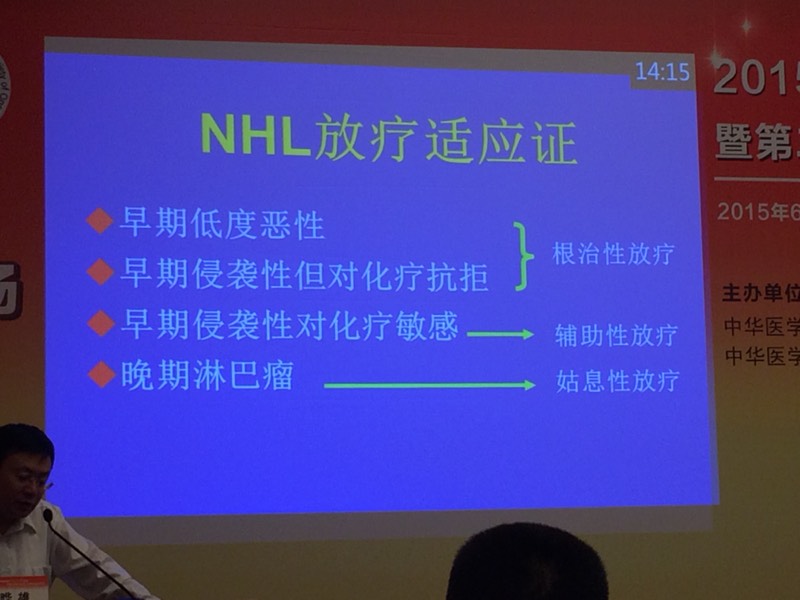 14:15
NHL放疗适应证
早期低度恶性
早期侵袭性但对化疗抗拒
根治性放疗
早期侵袭性对化疗敏感
辅助性放疗
晚期淋巴瘤
姑息性放疗
2015
暨第
2015年6
主办单位
中华医学
中华医学
场
晔 雄